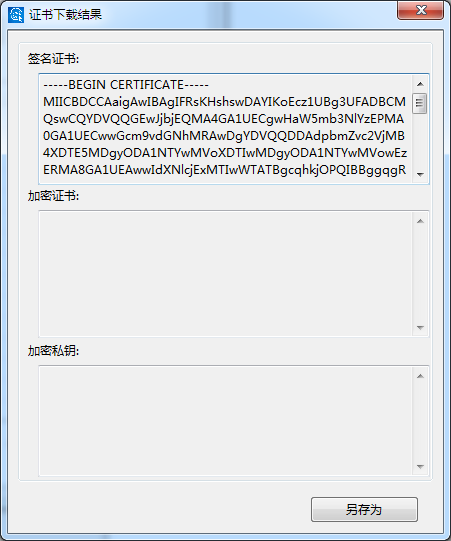 证书下载结果
签名证书:
-----BEGIN CERTIFICATE-----
MIICBDCCAaigAwIBAgIFRsKHshswDAYIKoEcz1UBg3UFADBCM
QswCQYDVQQGEwJjbjEQMA4GA1UECgwHaW5mb3NlYzEPMA
0GA1UECwwGcm9vdGNhMRAwDgYDVQQDDAdpbmZvc2VjMB
4XDTE5MDgyODA1NTYwMVoXDTIwMDgyODA1NTYwMVowEz
ERMA8GA1UEAwwIdXNlcjExMTIwWTATBgcqhkjOPQIBBggqgR
加密证书:
加密私钥:
另存为